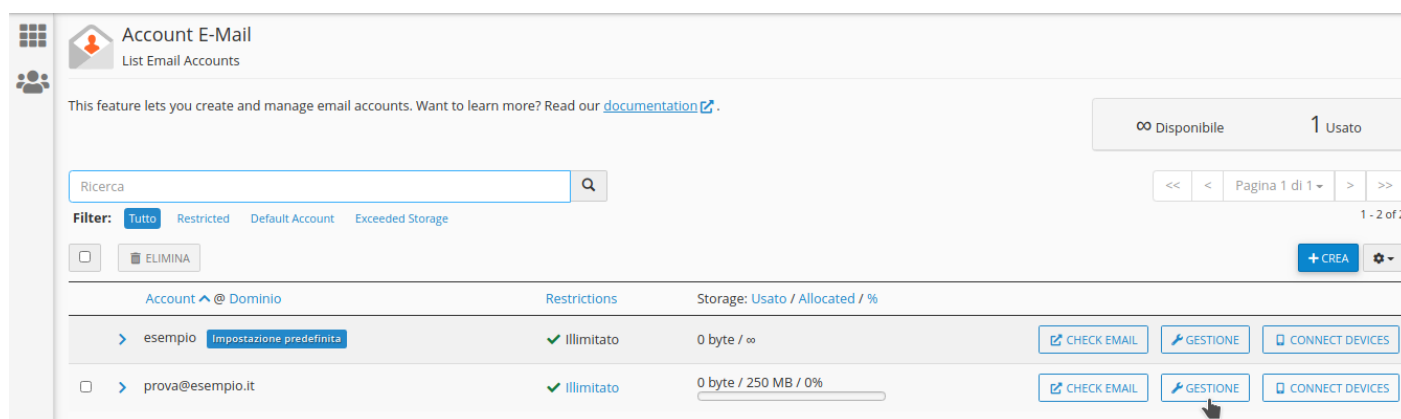 Account E-Mail
List Email Accounts
This feature lets you create and manage email accounts. Want to learn more? Read our documentation .
∞ Disponibile 1 Usato
Ricerca
<< < Pagina 1 di 1 > >>
Filter: Tutto Restricted Default Account Exceeded Storage
1 - 2 of 2
ELIMINA
+ CREA
Account @ Dominio Restrictions Storage: Usato / Allocated / %
esempio Impostazione predefinita Illimitato 0 byte / ∞ CHECK EMAIL GESTIONE CONNECT DEVICES
prova@esempio.it Illimitato 0 byte / 250 MB / 0% CHECK EMAIL GESTIONE CONNECT DEVICES